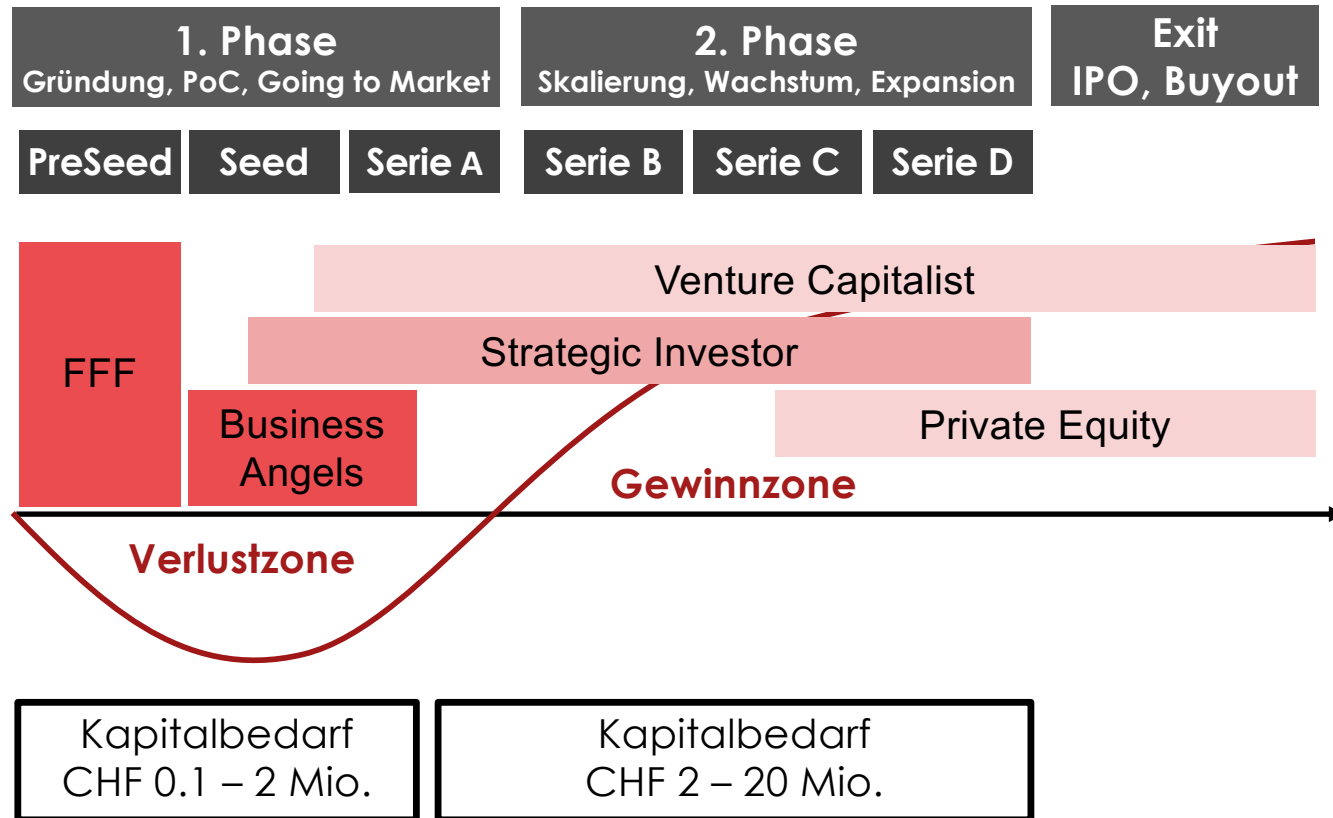 1. Phase
Gründung, PoC, Going to Market
2. Phase
Skalierung, Wachstum, Expansion
Exit
IPO, Buyout
PreSeed
Seed
Serie A
Serie B
Serie C
Serie D
Venture Capitalist
Strategic Investor
FFF
Business
Angels
Private Equity
Gewinnzone
Verlustzone
Kapitalbedarf
CHF 0.1 – 2 Mio.
Kapitalbedarf
CHF 2 – 20 Mio.